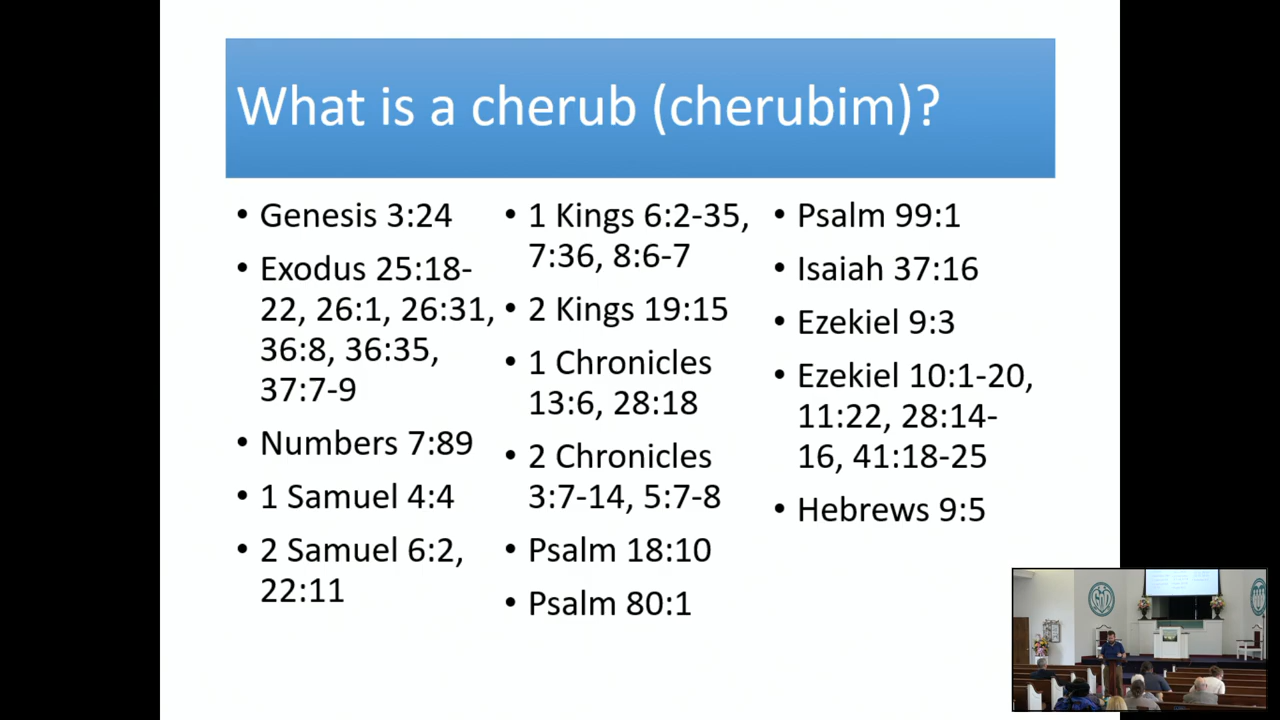 What is a cherub (cherubim)?
• Genesis 3:24
• Exodus 25:18-
22, 26:1, 26:31,
36:8, 36:35,
37:7-9
• Numbers 7:89
• 1 Samuel 4:4
• 2 Samuel 6:2,
22:11
• 1 Kings 6:2-35,
7:36, 8:6-7
• 2 Kings 19:15
• 1 Chronicles
13:6, 28:18
• 2 Chronicles
3:7-14, 5:7-8
• Psalm 18:10
• Psalm 80:1
• Psalm 99:1
• Isaiah 37:16
• Ezekiel 9:3
• Ezekiel 10:1-20,
11:22, 28:14-
16, 41:18-25
• Hebrews 9:5